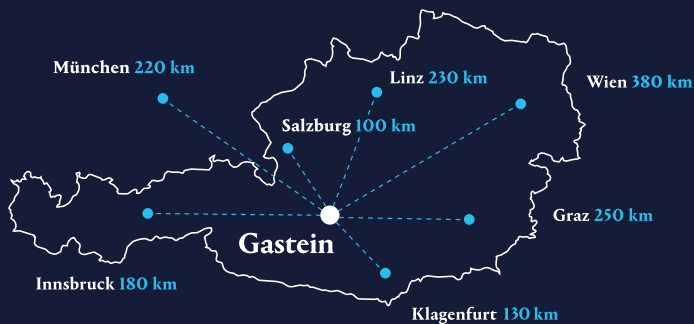 München 220 km
Linz 230 km
Wien 380 km
Salzburg 100 km
Graz 250 km
Gastein
Innsbruck 180 km
Klagenfurt 130 km